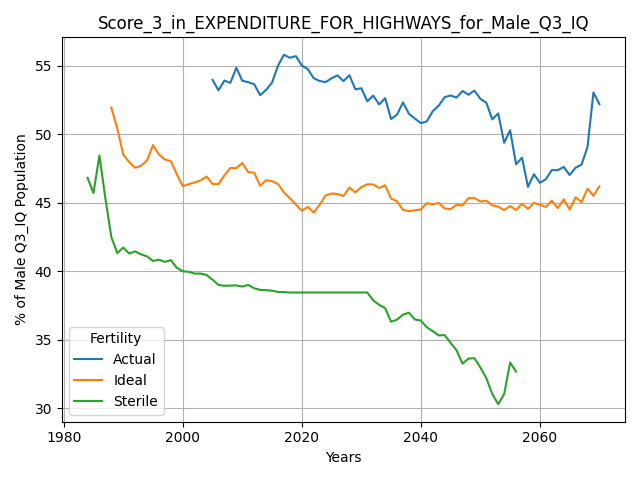 Score_3_in_EXPENDITURE_FOR_HIGHWAYS_for_Male_Q3_IQ
% of Male Q3_IQ Population
55
50
45
40
35
30
Fertility
Actual
Ideal
Sterile
1980
2000
2020
2040
2060
Years